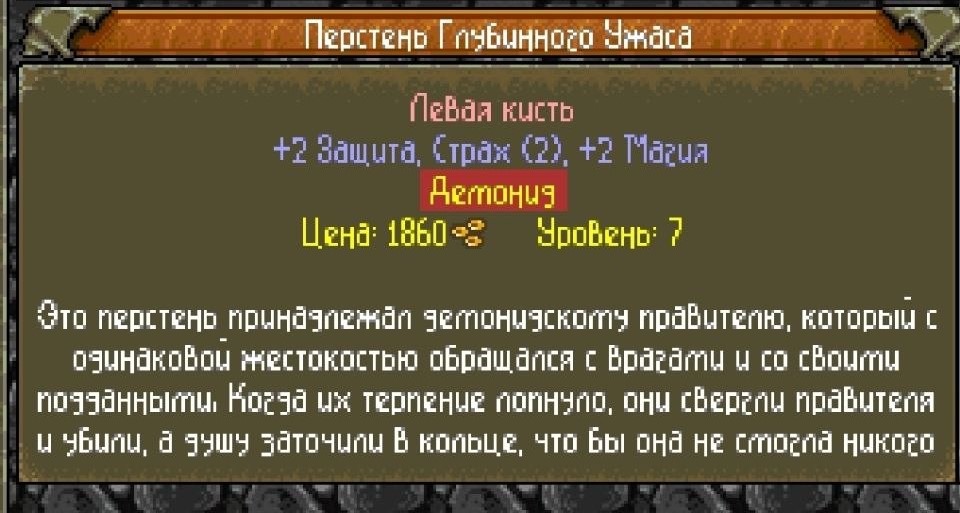 Перстень Глубинного Ужаса
Левая кисть
+2 Защита, Страх (2), +2 Магия
Демонид
Цена: 1860 Уровень: 7
Это перстень принадлежал демонидскому правителю, который с
одинаковой жестокостью обращался с врагами и со своими
подданными. Когда их терпение лопнуло, они свергли правителя
и убили, а душу заточили в кольце, что бы она не смогла никого